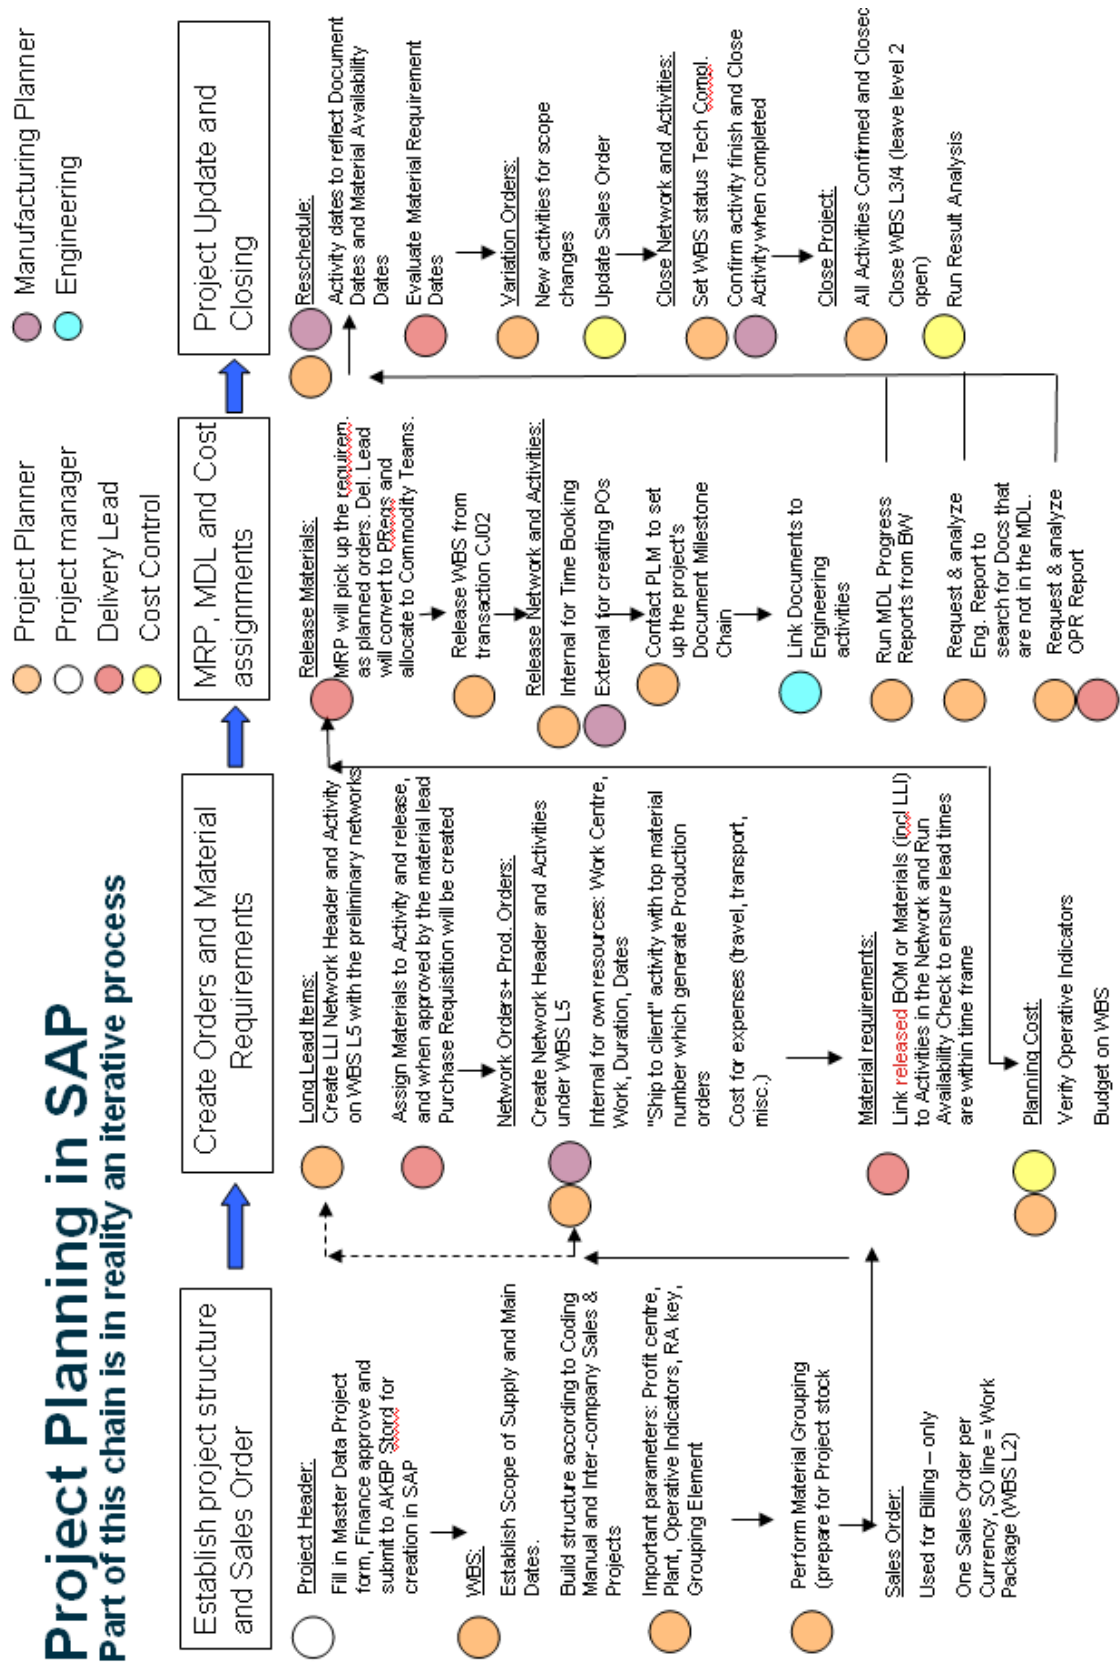 Project Planning in SAP
Part of this chain is in reality an iterative process
Project Planner
Project manager
Delivery Lead
Cost Control
Manufacturing Planner
Engineering
Establish project structure
and Sales Order
Create Orders and Material
Requirements
MRP, MDL and Cost
assignments
Project Update and
Closing
Project Header:
Fill in Master Data Project
form, Finance approve and
submit to AKBP Stord for
creation in SAP
WBS:
Establish Scope of Supply and Main
Dates.
Build structure according to Coding
Manual and Inter-company Sales &
Projects
Important parameters: Profit centre,
Plant, Operative Indicators, RA key,
Grouping Element
Perform Material Grouping
(prepare for Project stock
Sales Order:
Used for Billing – only
One Sales Order per
Currency, SO line = Work
Package (WBS L2)
Long Lead Items:
Create LLI Network Header and Activity
on WBS L5 with the preliminary networks
Assign Materials to Activity and release,
and when approved by the material lead
Purchase Requisition will be created
Network Orders+ Prod. Orders:
Create Network Header and Activities
under WBS L5
Internal for own resources: Work Centre,
Work, Duration, Dates
"Ship to client" activity with top material
number which generate Production
orders
Cost for expenses (travel, transport,
misc.)
Material requirements:
Link released BOM or Materials (incl LLI)
to Activities in the Network and Run
Availability Check to ensure lead times
are within time frame
Planning Cost:
Verify Operative Indicators
Budget on WBS
Release Materials:
MRP will pick up the requirem.
as planned orders. Del. Lead
will convert to PReqs and
allocate to Commodity Teams.
Release WBS from
transaction CJ02
Release Network and Activities:
Internal for Time Booking
External for creating POs
Contact PLM to set
up the project's
Document Milestone
Chain
Link Documents to
Engineering
activities
Run MDL Progress
Reports from BW
Request & analyze
Eng. Report to
search for Docs that
are not in the MDL.
Request & analyze
OPR Report
Reschedule:
Activity dates to reflect Document
Dates and Material Availability
Dates
Evaluate Material Requirement
Dates
Variation Orders:
New activities for scope
changes
Update Sales Order
Close Network and Activities:
Set WBS status Tech Compl.
Confirm activity finish and Close
Activity when completed
Close Project:
All Activities Confirmed and Closed
Close WBS L3/4 (leave level 2
open)
Run Result Analysis